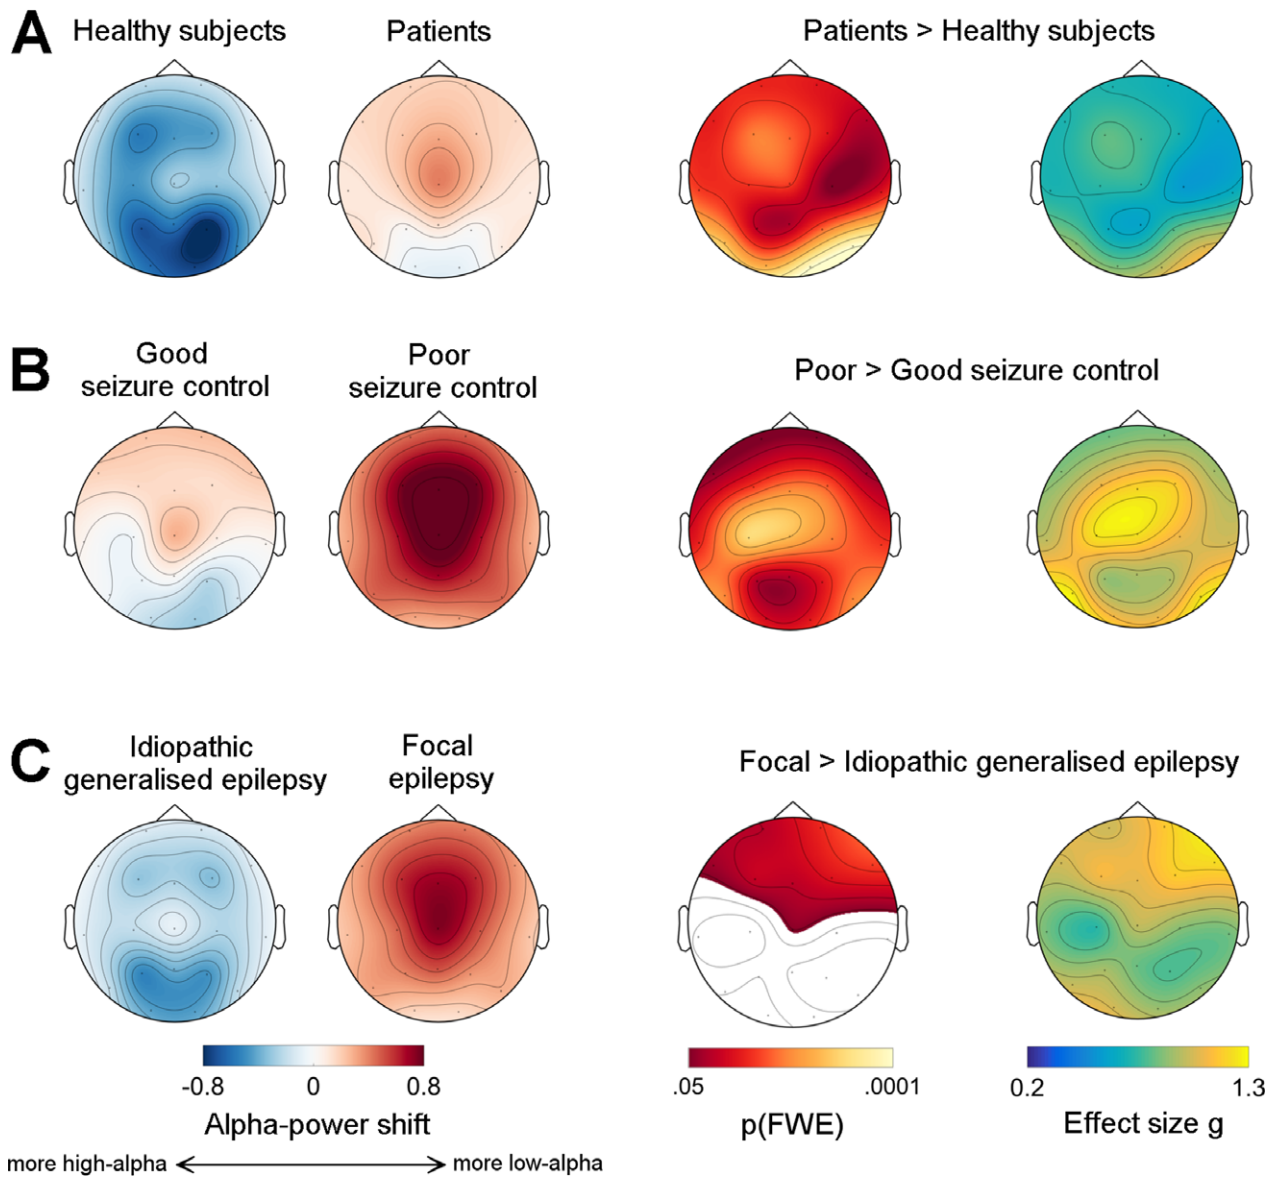 A
Healthy subjects
Patients
Patients > Healthy subjects
B
Good
seizure control
Poor
seizure control
Poor > Good seizure control
C
Idiopathic
generalised epilepsy
Focal
epilepsy
Focal > Idiopathic generalised epilepsy
-0.8
0
0.8
Alpha-power shift
more high-alpha
more low-alpha
.05
.0001
p(FWE)
0.2
1.3
Effect size g